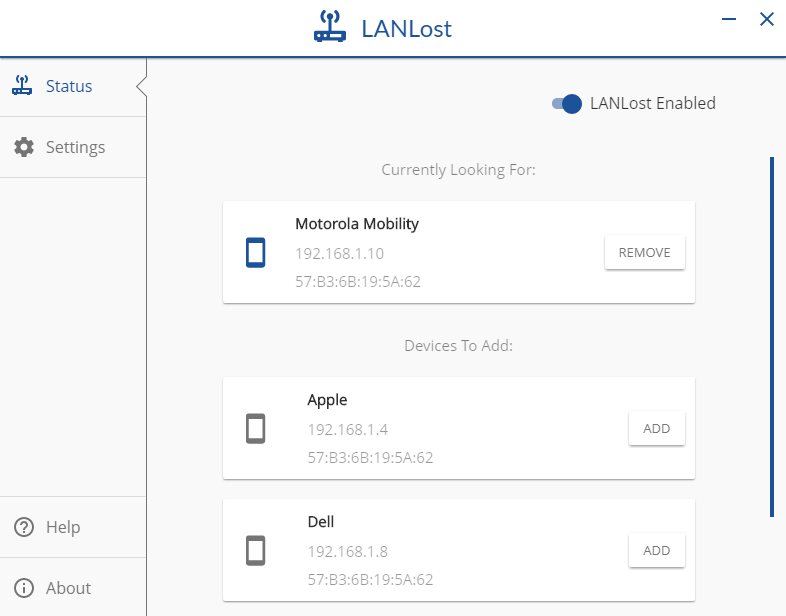 LANLost
Status
Settings
LANLost Enabled
Currently Looking For:
Motorola Mobility
192.168.1.10
57:B3:6B:19:5A:62
REMOVE
Devices To Add:
Apple
192.168.1.4
57:B3:6B:19:5A:62
ADD
Dell
192.168.1.8
57:B3:6B:19:5A:62
ADD
Help
About